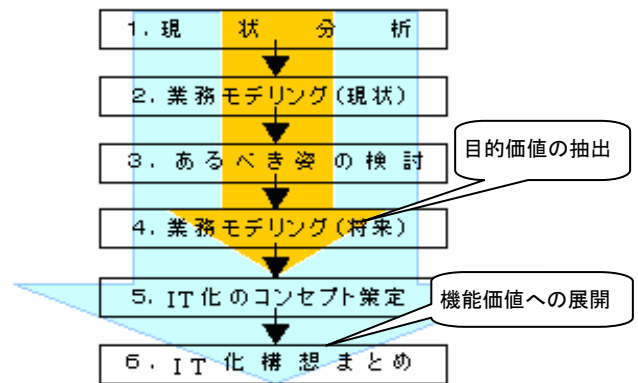 1. 現状分析
2. 業務モデリング(現状)
3. あるべき姿の検討
目的価値の抽出
4. 業務モデリング(将来)
5. IT化のコンセプト策定
機能価値への展開
6. IT化構想まとめ